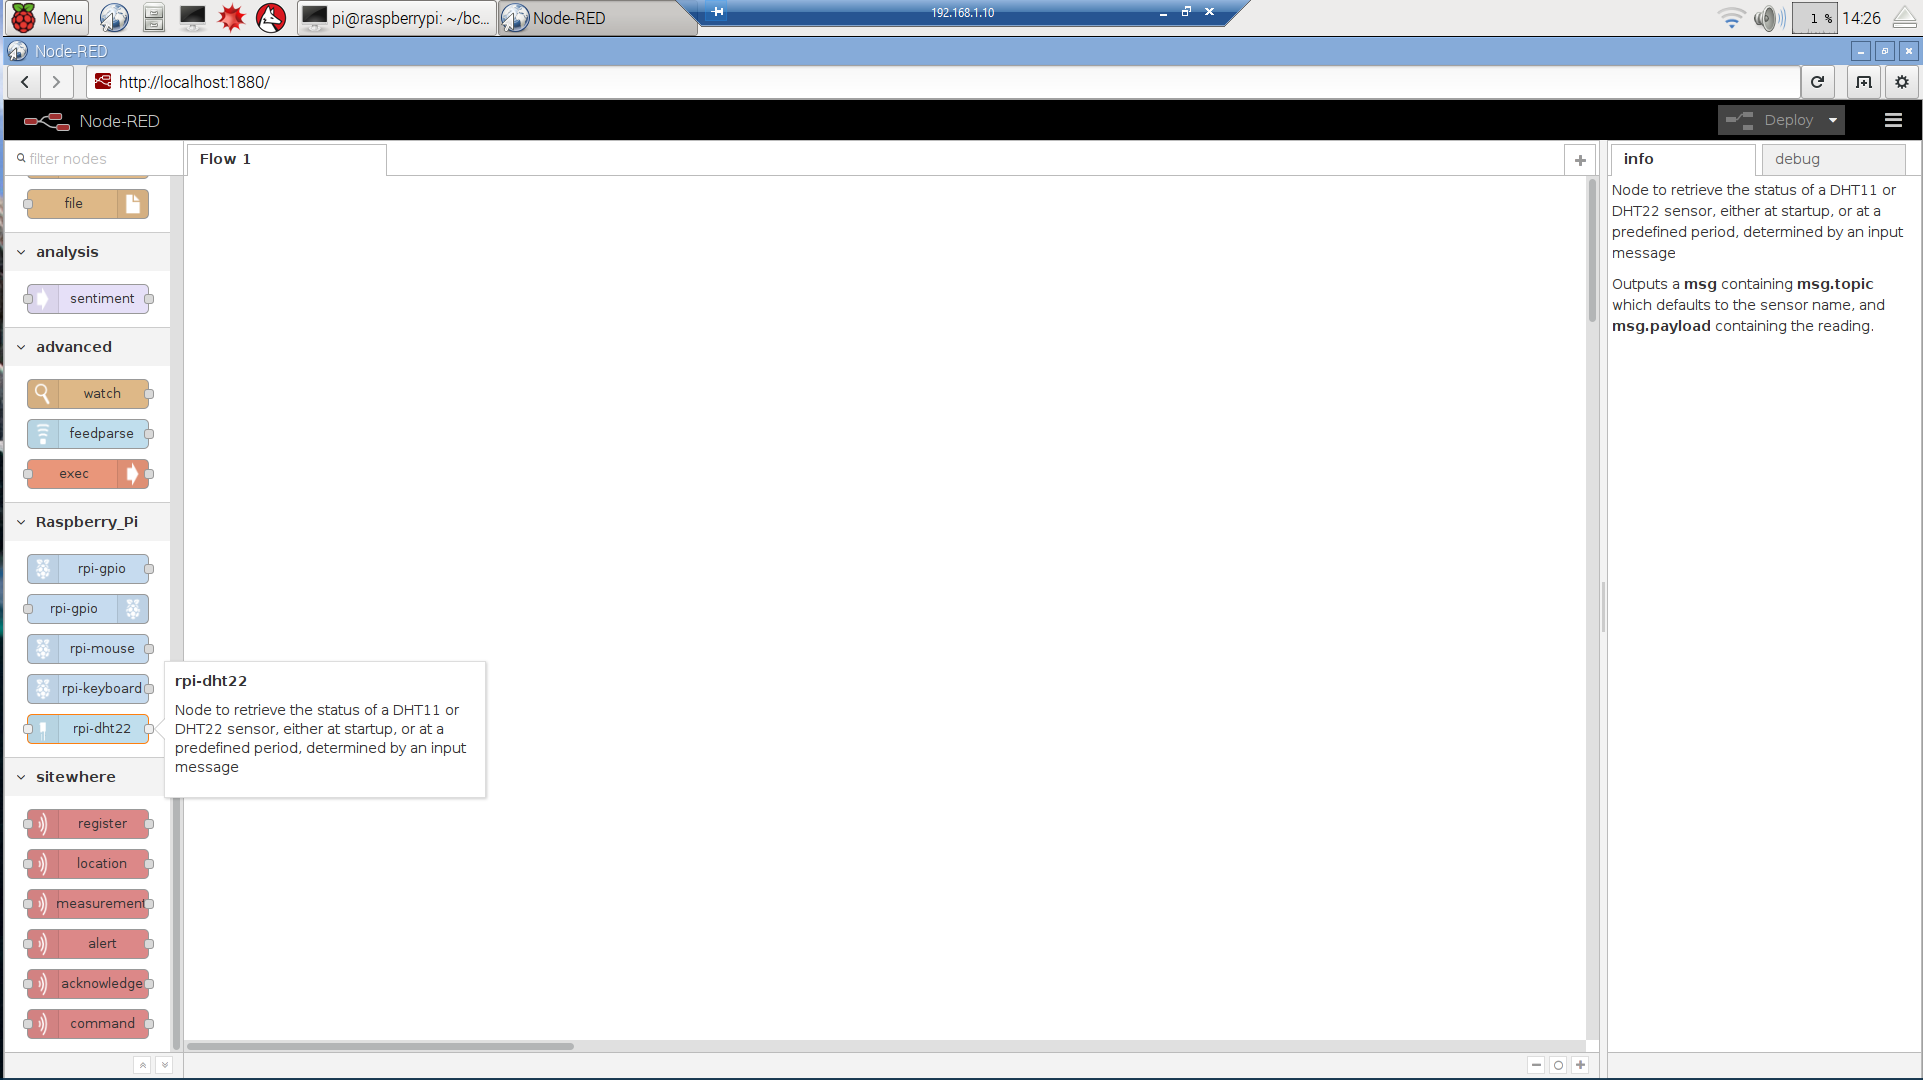 Menu
pi@raspberrypi: ~/bc...
Node-RED
192.168.1.10
1 %
14:26
Node-RED
http://localhost:1880/
Node-RED
Deploy
filter nodes
Flow 1
info
debug
file
analysis
sentiment
advanced
watch
feedparse
exec
Raspberry_Pi
rpi-gpio
rpi-gpio
rpi-mouse
rpi-keyboard
rpi-dht22
sitewhere
register
location
measurement
alert
acknowledge
command
rpi-dht22
Node to retrieve the status of a DHT11 or
DHT22 sensor, either at startup, or at a
predefined period, determined by an input
message
Node to retrieve the status of a DHT11 or
DHT22 sensor, either at startup, or at a
predefined period, determined by an input
message
Outputs a msg containing msg.topic
which defaults to the sensor name, and
msg.payload containing the reading.